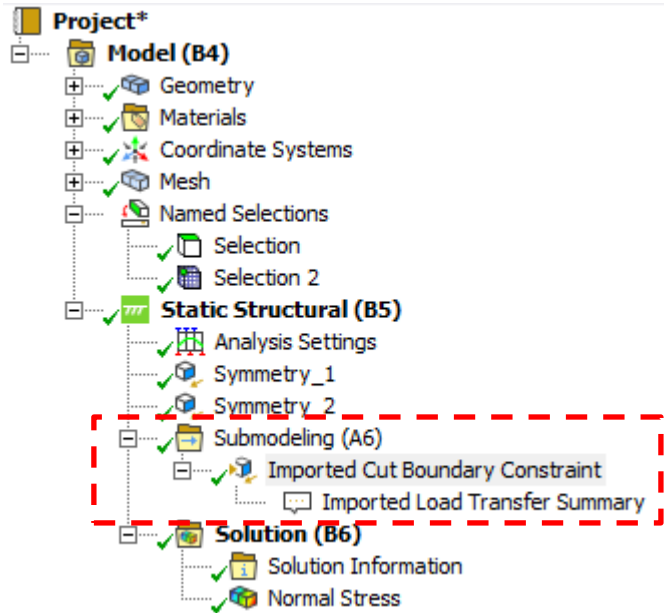 Project*
Model (B4)
Geometry
Materials
Coordinate Systems
Mesh
Named Selections
Selection
Selection 2
Static Structural (B5)
Analysis Settings
Symmetry_1
Symmetry_2
Submodeling (A6)
Imported Cut Boundary Constraint
Imported Load Transfer Summary
Solution (B6)
Solution Information
Normal Stress